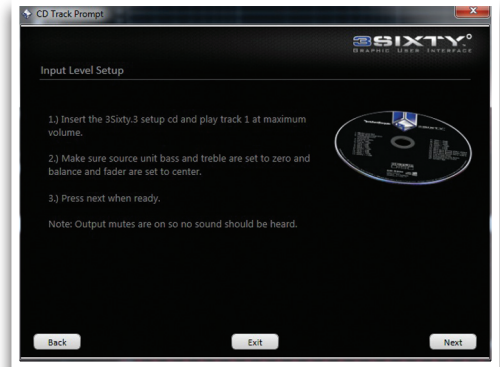 CD Track Prompt
3SIXTY.°
GRAPHIC USER INTERFACE
Input Level Setup
1.) Insert the 3Sixty.3 setup cd and play track 1 at maximum
volume.
2.) Make sure source unit bass and treble are set to zero and
balance and fader are set to center.
3.) Press next when ready.
Note: Output mutes are on so no sound should be heard.
Back
Exit
Next